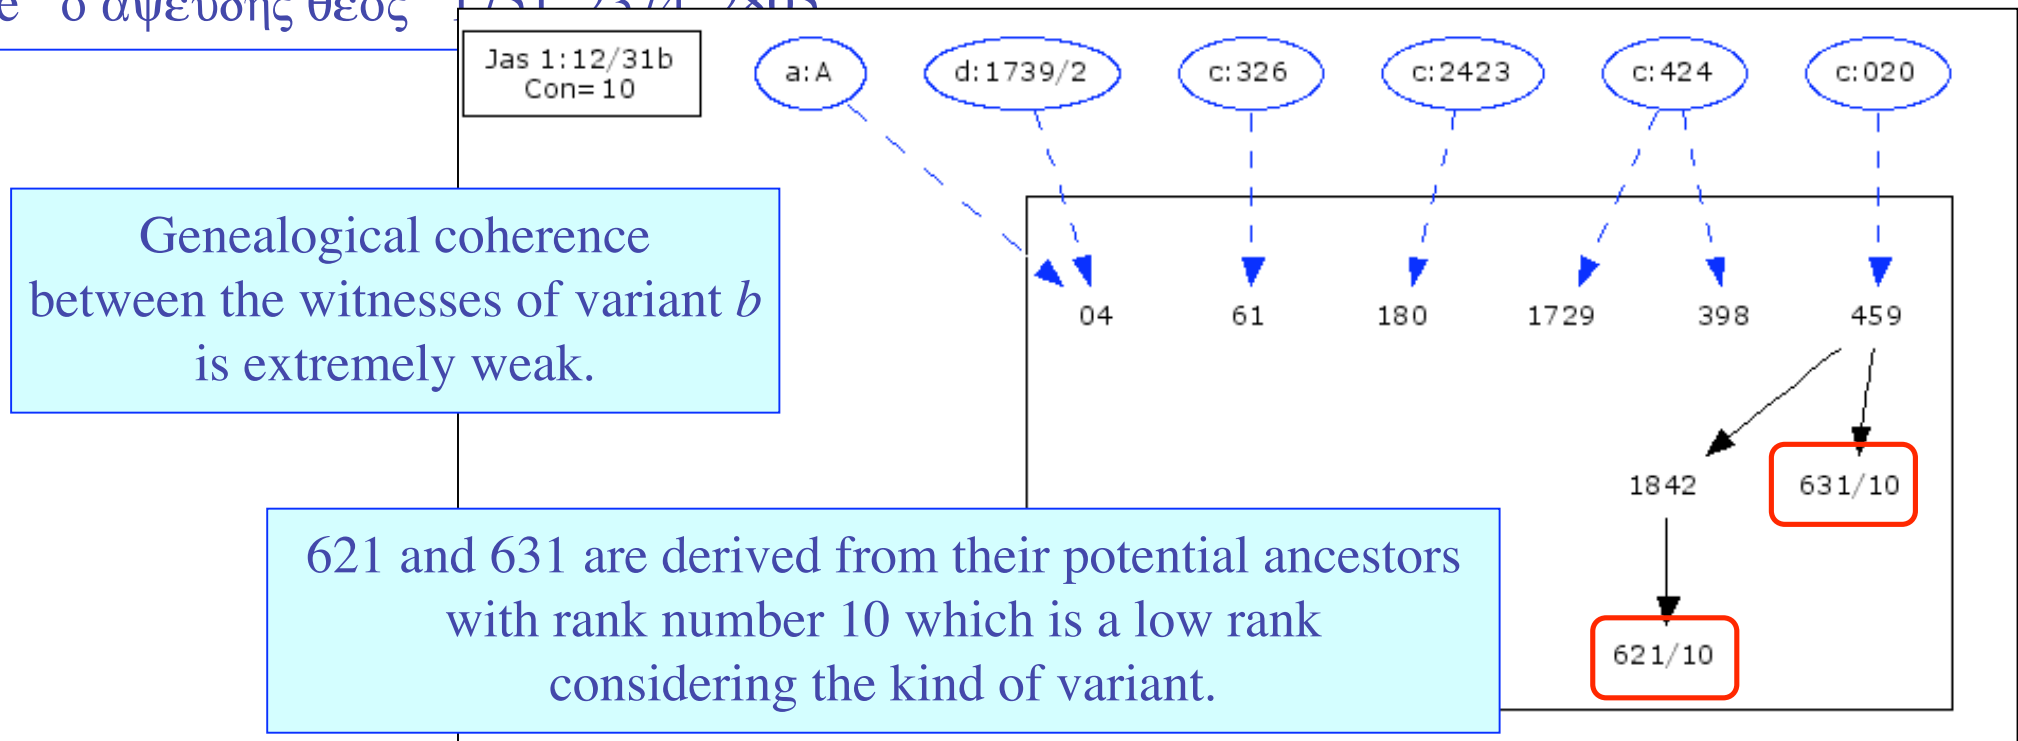 e ὁ ἀψευδὴς θεός
Jas 1:12/31b
Con=10
a:A
d:1739/2
c:326
c:2423
c:424
c:020
Genealogical coherence
between the witnesses of variant b
is extremely weak.
04
61
180
1729
398
459
1842
631/10
621 and 631 are derived from their potential ancestors
with rank number 10 which is a low rank
considering the kind of variant.
621/10